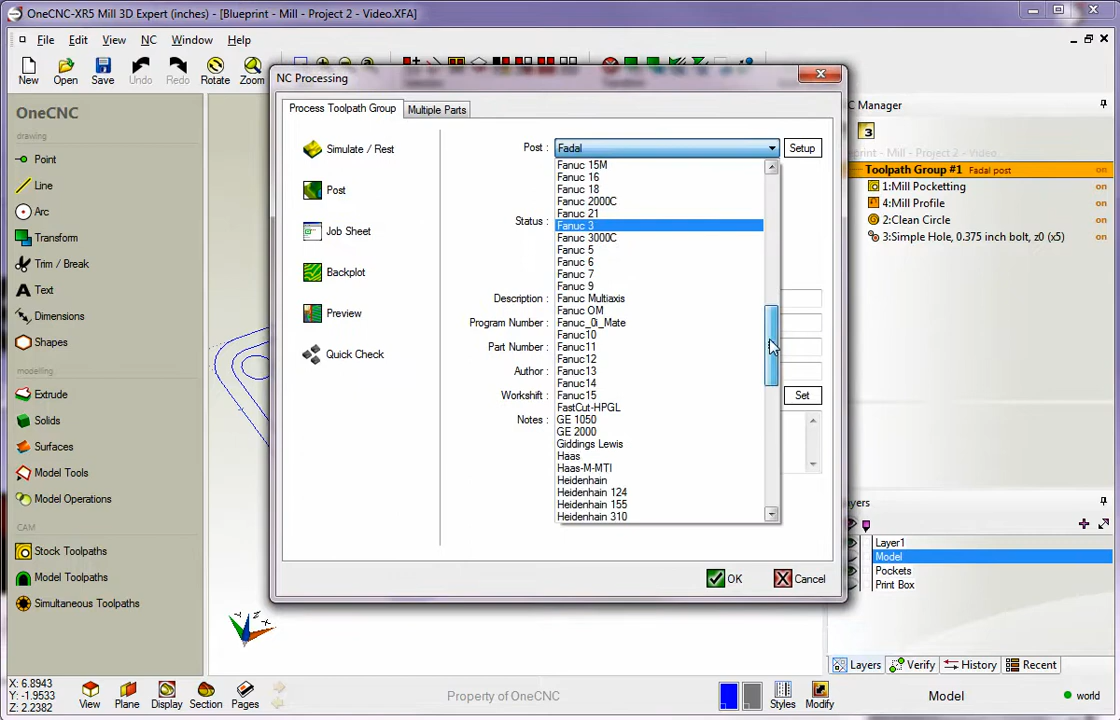 OneCNC-XR5 Mill 3D Expert (inches) - [Blueprint - Mill - Project 2 - Video.XFA]
File Edit View NC Window Help
New Open Save Undo Redo Rotate Zoom
OneCNC
drawing
Point
Line
Arc
Transform
Trim / Break
Text
Dimensions
Shapes
modelling
Extrude
Solids
Surfaces
Model Tools
Model Operations
CAM
Stock Toolpaths
Model Toolpaths
Simultaneous Toolpaths
NC Processing
Process Toolpath Group
Multiple Parts
Simulate / Rest
Post
Job Sheet
Backplot
Preview
Quick Check
Post :
Fadal
Setup
Status :
Description :
Program Number :
Part Number :
Author :
Workshift :
Set
Notes :
Fanuc 15M
Fanuc 16
Fanuc 18
Fanuc 2000C
Fanuc 21
Fanuc 3
Fanuc 3000C
Fanuc 5
Fanuc 6
Fanuc 7
Fanuc 9
Fanuc Multiaxis
Fanuc OM
Fanuc_0i_Mate
Fanuc10
Fanuc11
Fanuc12
Fanuc13
Fanuc14
Fanuc15
FastCut-HPGL
GE 1050
GE 2000
Giddings Lewis
Haas
Haas-M-MTI
Heidenhain
Heidenhain 124
Heidenhain 155
Heidenhain 310
OK
Cancel
C Manager
3
eprint - Mill - Project 2 - Video.XFA
Toolpath Group #1 Fadal post on
1:Mill Pocketting on
4:Mill Profile on
2:Clean Circle on
3:Simple Hole, 0.375 inch bolt, z0 (x5) on
ayers
Layer1
Model
Pockets
Print Box
Layers Verify History Recent
X: 6.8943
Y: -1.9533
Z: 2.2382
View Plane Display Section Pages
Property of OneCNC
Styles Modify
Model
world